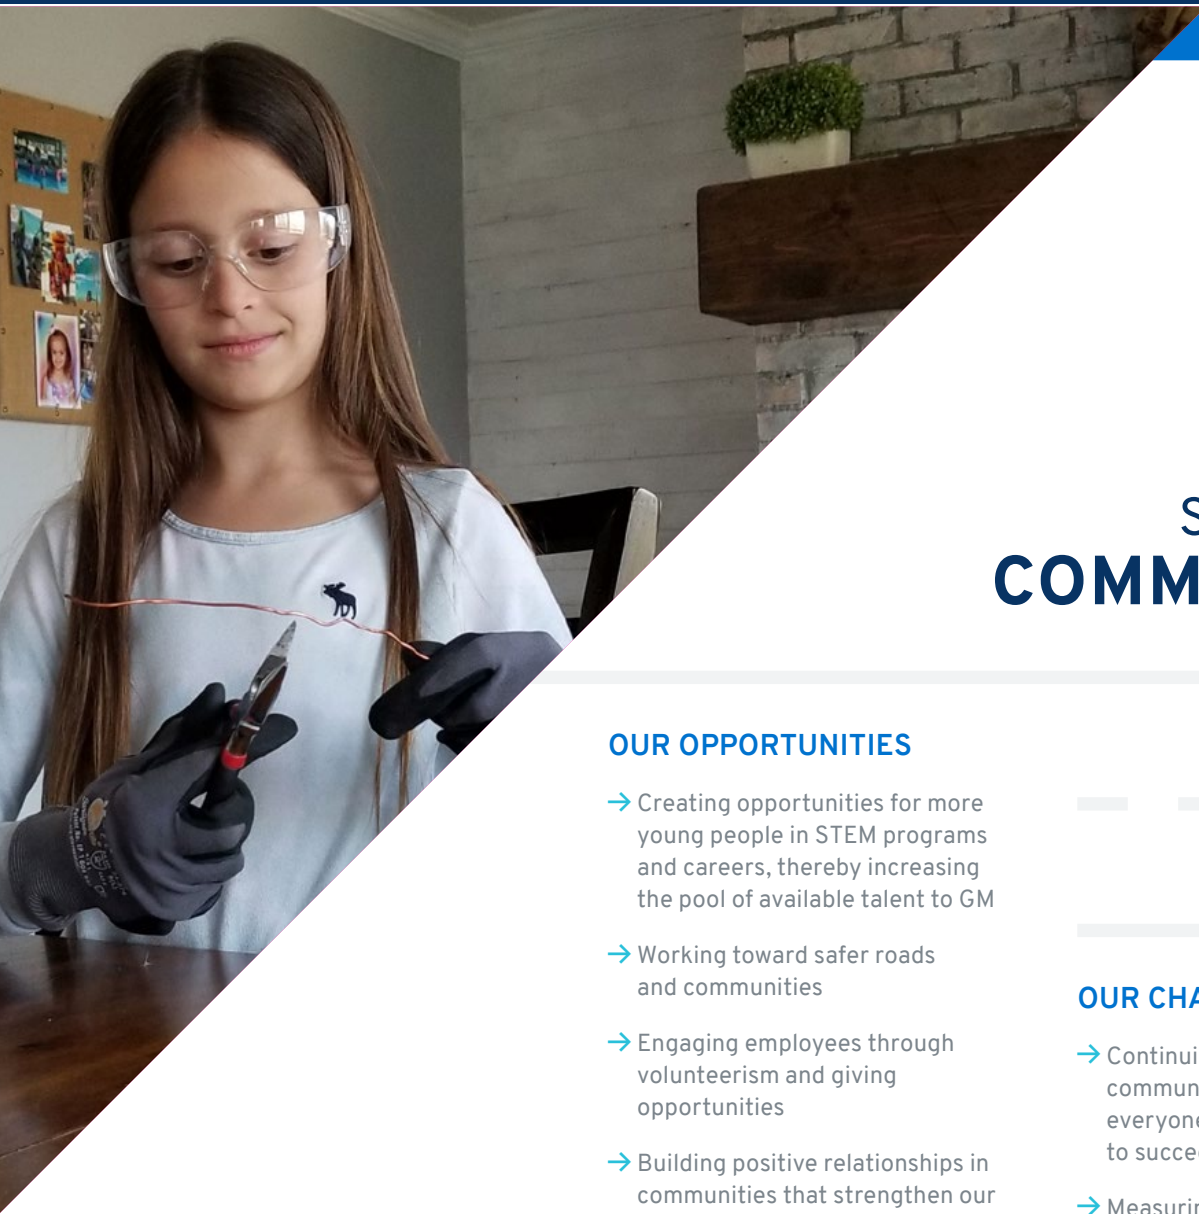 S
COMM
OUR OPPORTUNITIES
→ Creating opportunities for more
young people in STEM programs
and careers, thereby increasing
the pool of available talent to GM
→ Working toward safer roads
and communities
→ Engaging employees through
volunteerism and giving
opportunities
→ Building positive relationships in
communities that strengthen our
OUR CHA
→ Continui
commun
everyone
to succe
→ Measurin